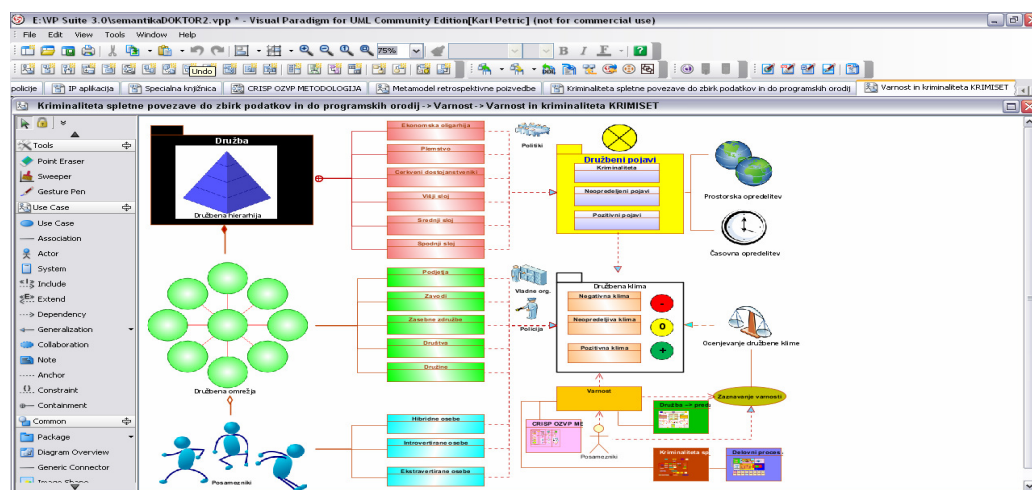 E:\WP Suite 3.0\semantikaDOKTOR2.vpp * - Visual Paradigm for UML Community Edition[Karl Petric] (not for commercial use)
File Edit View Tools Window Help
75%
B I F
Undo
policije
IP aplikacija
Specialna knjižnica
CRISP OZVP METODOLOGIJA
Metamodel retrospektivne poizvedbe
Kriminaliteta spletne povezave do zbirk podatkov in do programskih orodij
Varnost in kriminaliteta KRIMISET
Kriminaliteta spletne povezave do zbirk podatkov in do programskih orodij -> Varnost -> Varnost in kriminaliteta KRIMISET
Tools
Point Eraser
Sweeper
Gesture Pen
Use Case
Use Case
Association
Actor
System
Include
Extend
Dependency
Generalization
Collaboration
Note
Anchor
Constraint
Containment
Common
Package
Diagram Overview
Generic Connector
Image Shape
Družba
Družbena hierarhija
Družbena omrežja
Posamezniki
Ekonomska oligarhija
Plemstvo
Cerkveni dostojanstveniki
Višji sloj
Srednji sloj
Spodnji sloj
Podjetja
Zavodi
Zasebne združbe
Društva
Družine
Hibridne osebe
Introvertirane osebe
Ekstravertirane osebe
Politiki
Vladne org.
Policija
Družbeni pojavi
Kriminaliteta
Neopredeljeni pojavi
Pozitivni pojavi
Prostorska opredelitev
Časovna opredelitev
Družbena klima
Negativna klima
-
Neopredeljiva klima
0
Pozitivna klima
+
Ocenjevanje družbene klime
Varnost
Zaznavanje varnosti
CRISP OZVP ME
Posamezniki
Kriminaliteta sp
Delovni proces